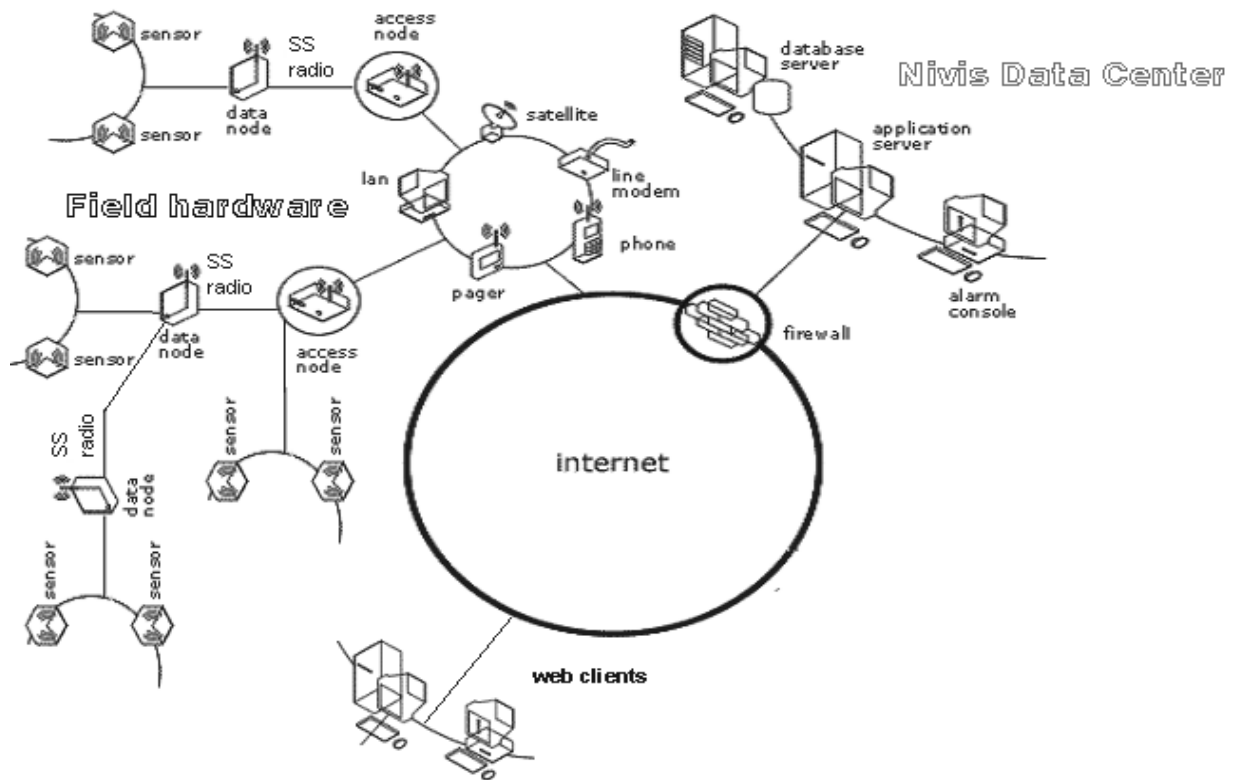 sensor
SS
radio
access
node
data
node
sensor
satellite
lan
line
modem
phone
pager
database
server
Nivis Data Center
application
server
alarm
console
firewall
Field hardware
sensor
SS
radio
data
node
access
node
sensor
SS
radio
data
node
sensor
sensor
sensor
sensor
internet
web clients